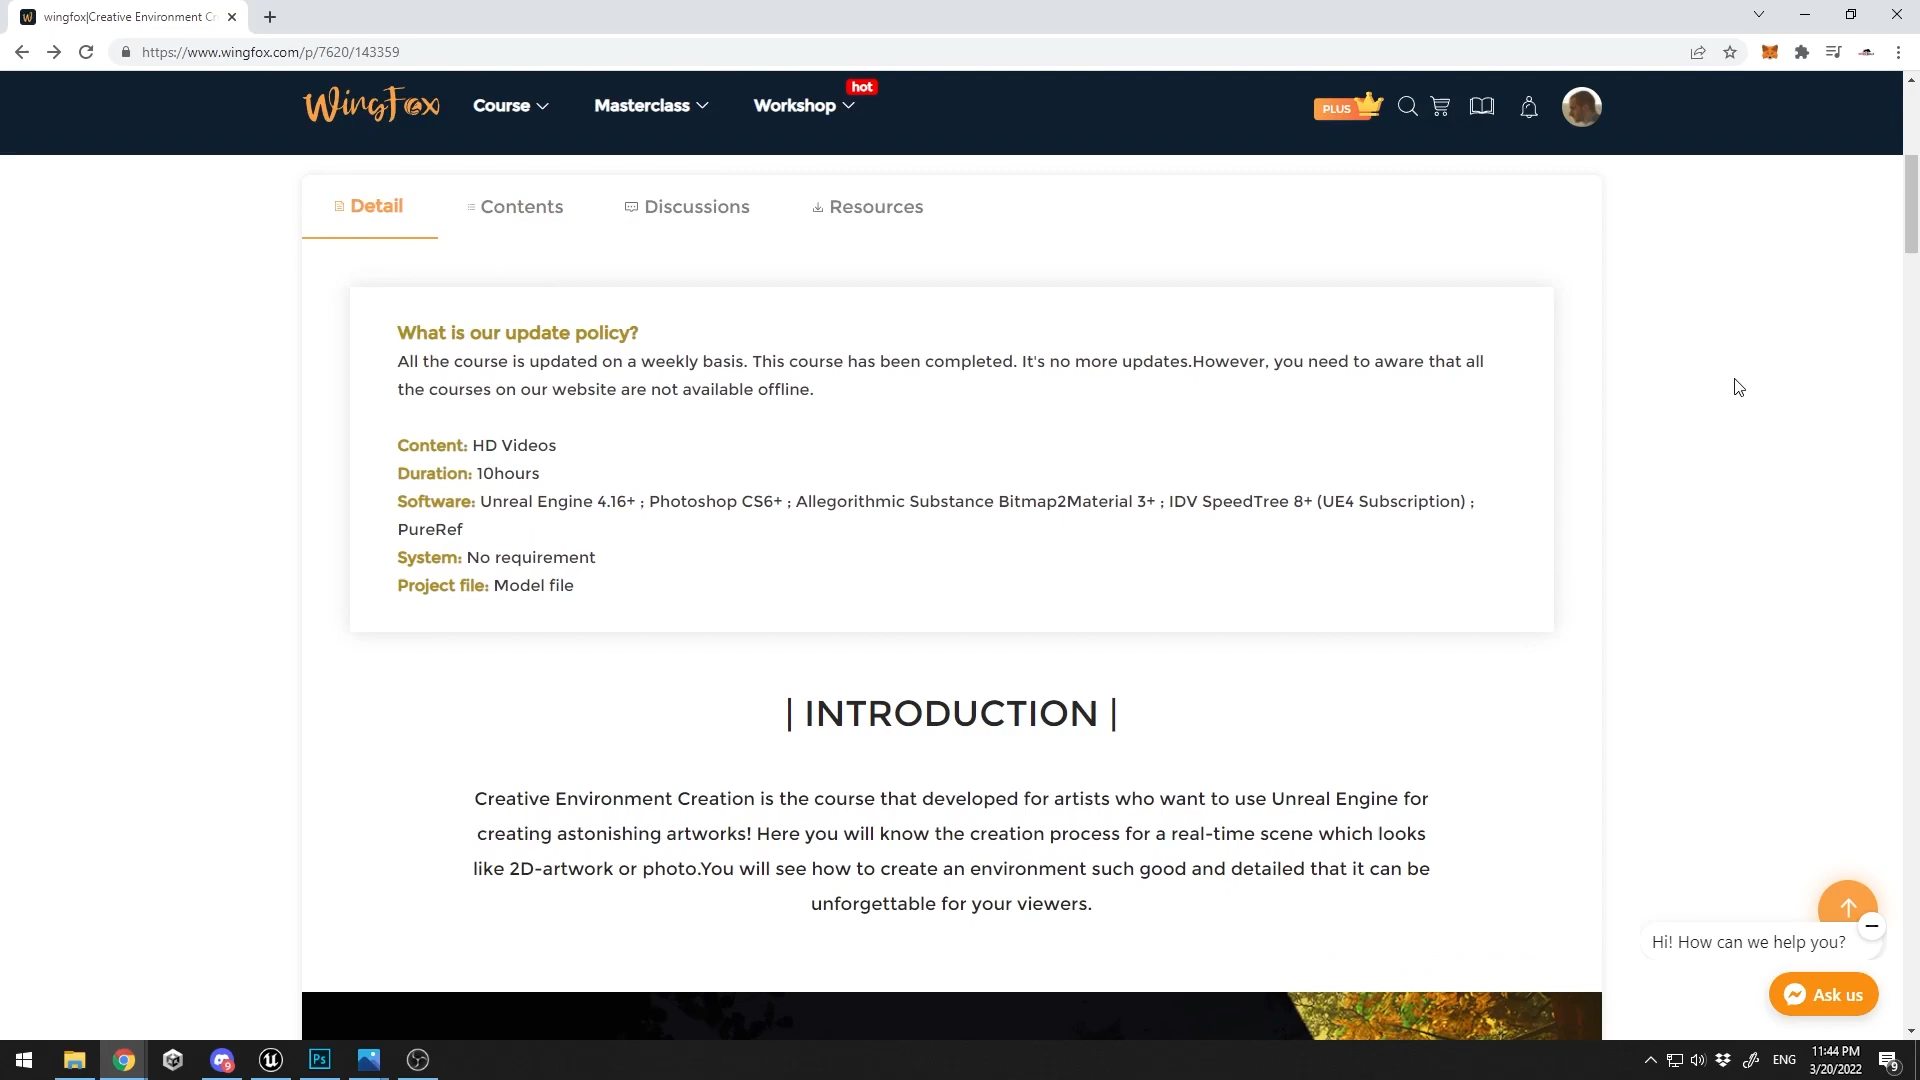 wingfox|Creative Environment Cr
https://www.wingfox.com/p/7620/143359
WingFox
Course
Masterclass
Workshop
hot
PLUS
Detail
Contents
Discussions
Resources
What is our update policy?
All the course is updated on a weekly basis. This course has been completed. It's no more updates.However, you need to aware that all
the courses on our website are not available offline.
Content: HD Videos
Duration: 10hours
Software: Unreal Engine 4.16+ ; Photoshop CS6+ ; Allegorithmic Substance Bitmap2Material 3+ ; IDV SpeedTree 8+ (UE4 Subscription) ;
PureRef
System: No requirement
Project file: Model file
| INTRODUCTION |
Creative Environment Creation is the course that developed for artists who want to use Unreal Engine for
creating astonishing artworks! Here you will know the creation process for a real-time scene which looks
like 2D-artwork or photo.You will see how to create an environment such good and detailed that it can be
unforgettable for your viewers.
Hi! How can we help you?
Ask us
9
Ps
ENG
11:44 PM
3/20/2022
9